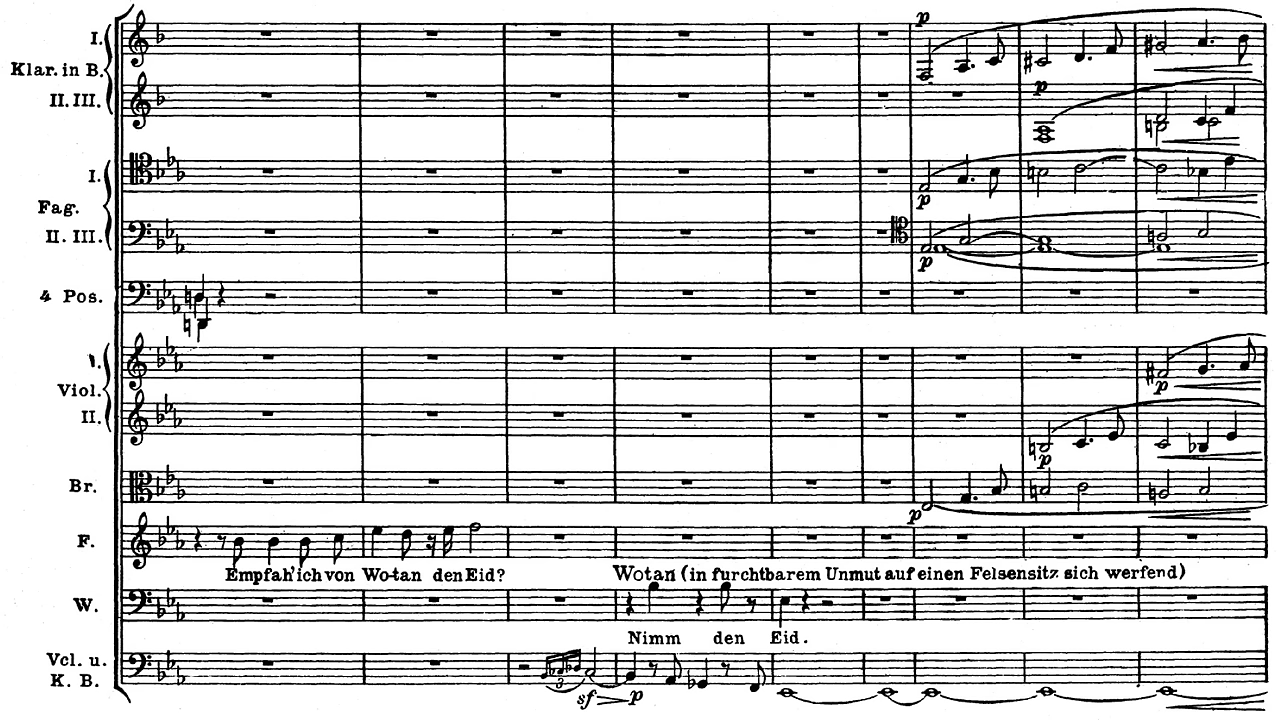 p
I.
Klar. in B.
II. III.
p
I.
p
Fag.
II. III.
p
4 Pos.
I.
p
Viol.
II.
p
Br.
p
F.
Empfah' ich von Wo-tan den Eid?
Wotan (in furchtbarem Unmut auf einen Felsensitz sich werfend)
W.
Nimm den Eid.
Vcl. u.
K. B.
3
sf p